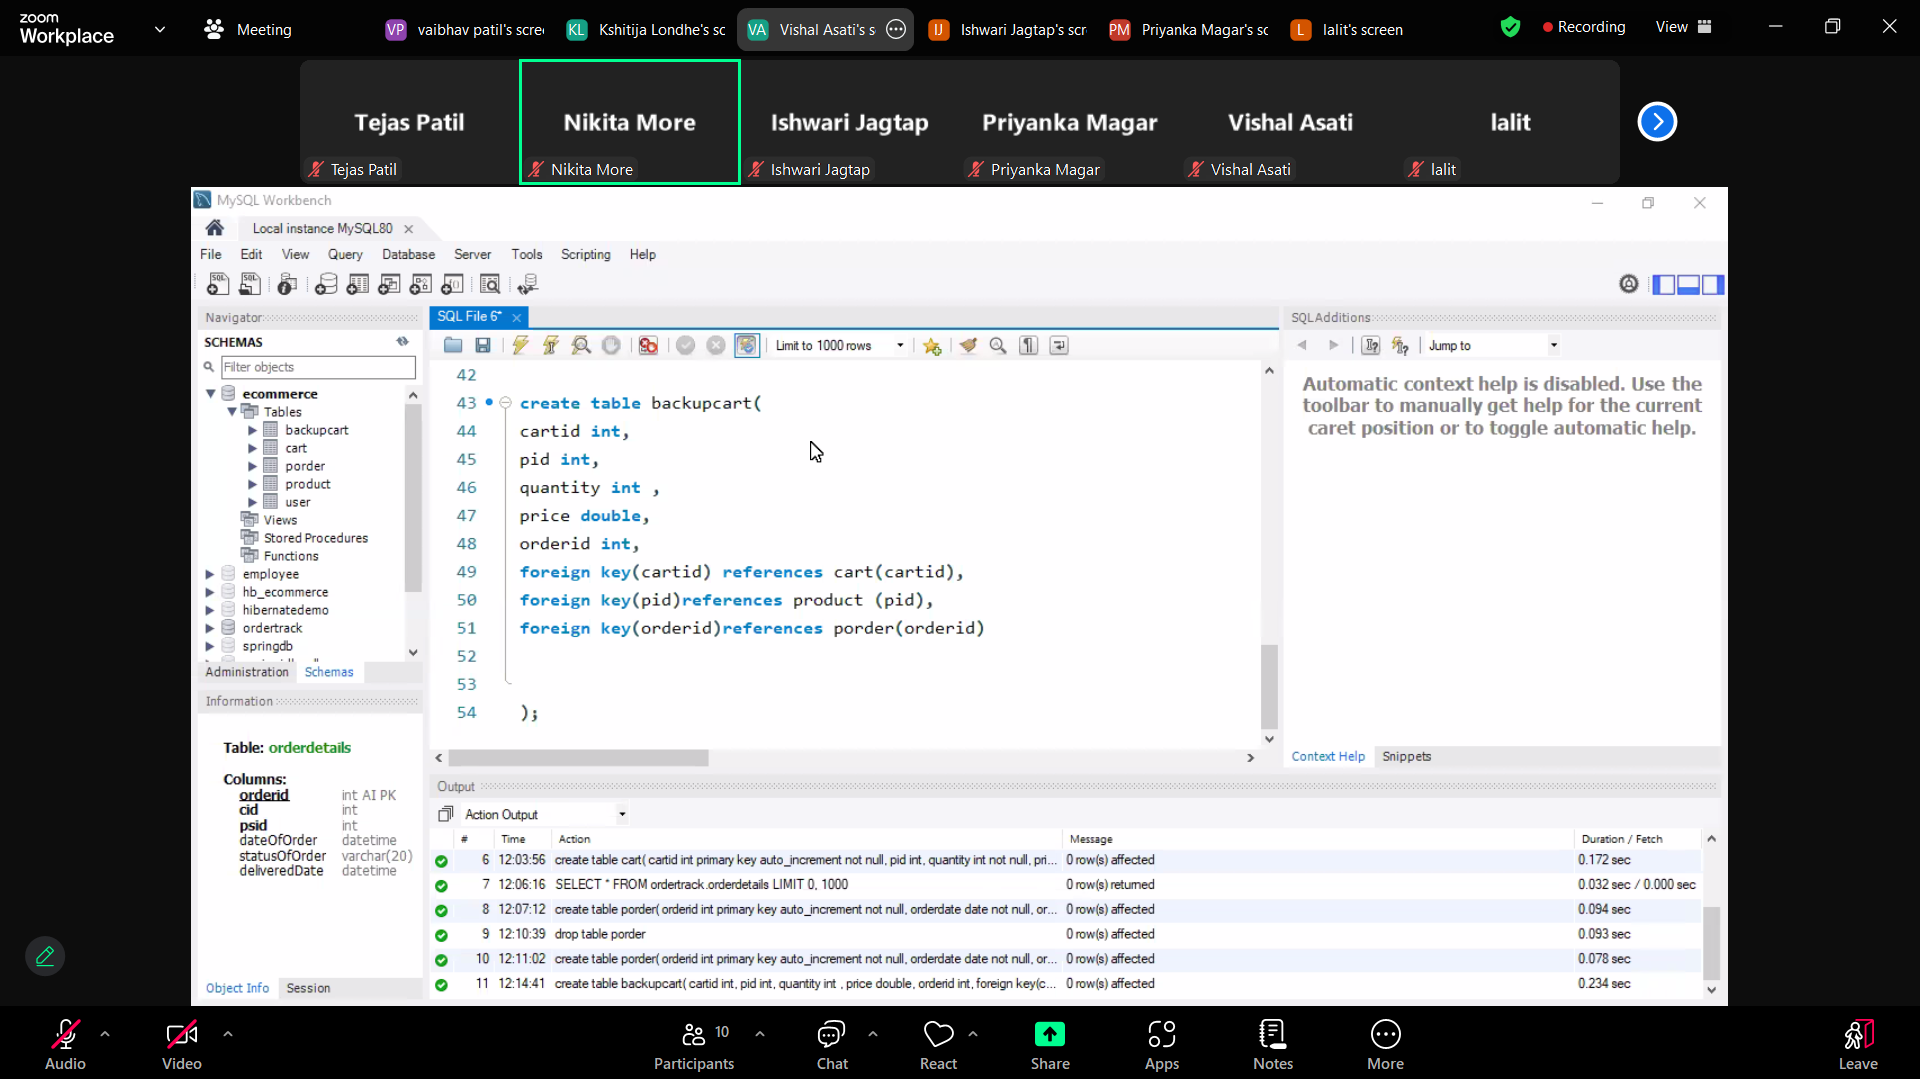 zoom
Workplace
Meeting
VP vaibhav patil's scre
KL Kshitija Londhe's sc
VA Vishal Asati's s
IJ Ishwari Jagtap's scr
PM Priyanka Magar's sc
L lalit's screen
Recording
View
Tejas Patil
Nikita More
Ishwari Jagtap
Priyanka Magar
Vishal Asati
lalit
Tejas Patil
Nikita More
Ishwari Jagtap
Priyanka Magar
Vishal Asati
lalit
MySQL Workbench
Local instance MySQL80
File Edit View Query Database Server Tools Scripting Help
Navigator
SCHEMAS
Filter objects
ecommerce
Tables
backupcart
cart
porder
product
user
Views
Stored Procedures
Functions
employee
hb_ecommerce
hibernatedemo
ordertrack
springdb
Administration Schemas
Information
Table: orderdetails
Columns:
orderid int AI PK
cid int
psid int
dateOfOrder datetime
statusOfOrder varchar(20)
deliveredDate datetime
Object Info Session
SQL File 6*
Limit to 1000 rows
42
43 create table backupcart(
44 cartid int,
45 pid int,
46 quantity int ,
47 price double,
48 orderid int,
49 foreign key(cartid) references cart(cartid),
50 foreign key(pid)references product (pid),
51 foreign key(orderid)references porder(orderid)
52
53
54 );
SQLAdditions
Jump to
Automatic context help is disabled. Use the
toolbar to manually get help for the current
caret position or to toggle automatic help.
Context Help Snippets
Output
Action Output
# Time Action Message Duration / Fetch
6 12:03:56 create table cart( cartid int primary key auto_increment not null, pid int, quantity int not null, pri... 0 row(s) affected 0.172 sec
7 12:06:16 SELECT * FROM ordertrack.orderdetails LIMIT 0, 1000 0 row(s) returned 0.032 sec / 0.000 sec
8 12:07:12 create table porder( orderid int primary key auto_increment not null, orderdate date not null, or... 0 row(s) affected 0.094 sec
9 12:10:39 drop table porder 0 row(s) affected 0.093 sec
10 12:11:02 create table porder( orderid int primary key auto_increment not null, orderdate date not null, or... 0 row(s) affected 0.078 sec
11 12:14:41 create table backupcart( cartid int, pid int, quantity int , price double, orderid int, foreign key(c... 0 row(s) affected 0.234 sec
Audio
Video
Participants 10
Chat
React
Share
Apps
Notes
More
Leave